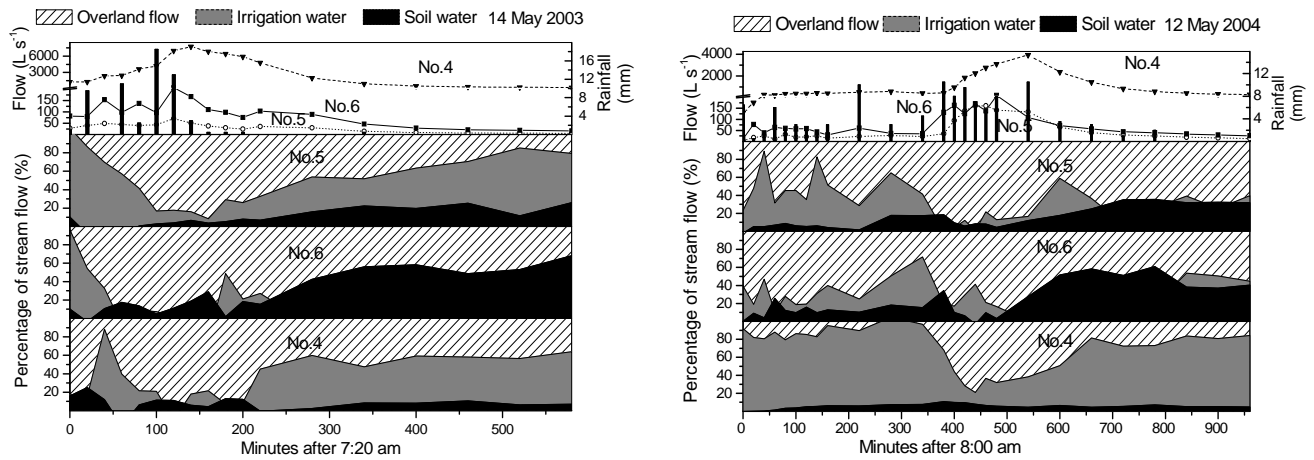 Overland flow Irrigation water Soil water 14 May 2003
Flow (L s-1)
6000
3000
150
100
50
No.4
No.6
No.5
16
12
8
4
Rainfall
(mm)
Percentage of stream flow (%)
80
60
40
20
No.5
80
60
40
20
No.6
80
60
40
20
No.4
0 100 200 300 400 500
Minutes after 7:20 am
Overland flow Irrigation water Soil water 12 May 2004
Flow (L s-1)
4000
2000
150
100
50
No.4
No.6
No.5
12
8
4
Rainfall
(mm)
Percentage of stream flow (%)
80
60
40
20
No.5
80
60
40
20
No.6
80
60
40
20
No.4
0 100 200 300 400 500 600 700 800 900
Minutes after 8:00 am